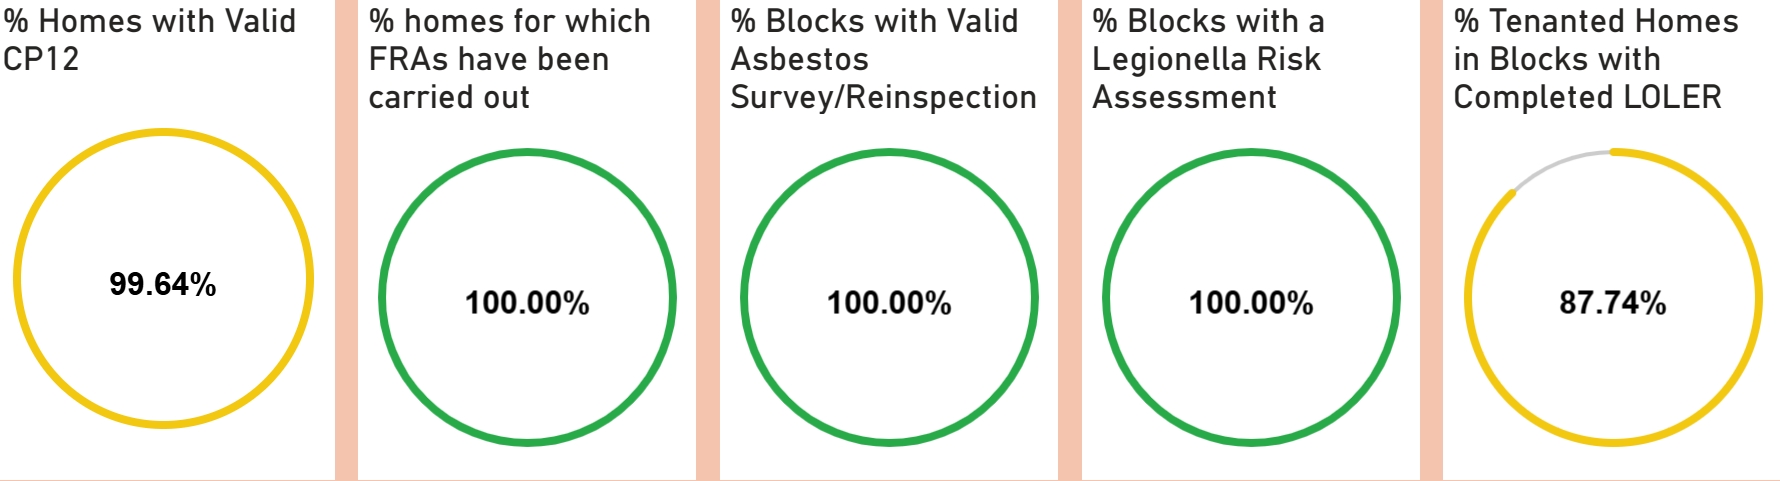 % Homes with Valid
CP12
99.64%
% homes for which
FRAs have been
carried out
100.00%
% Blocks with Valid
Asbestos
Survey/Reinspection
100.00%
% Blocks with a
Legionella Risk
Assessment
100.00%
% Tenanted Homes
in Blocks with
Completed LOLER
87.74%